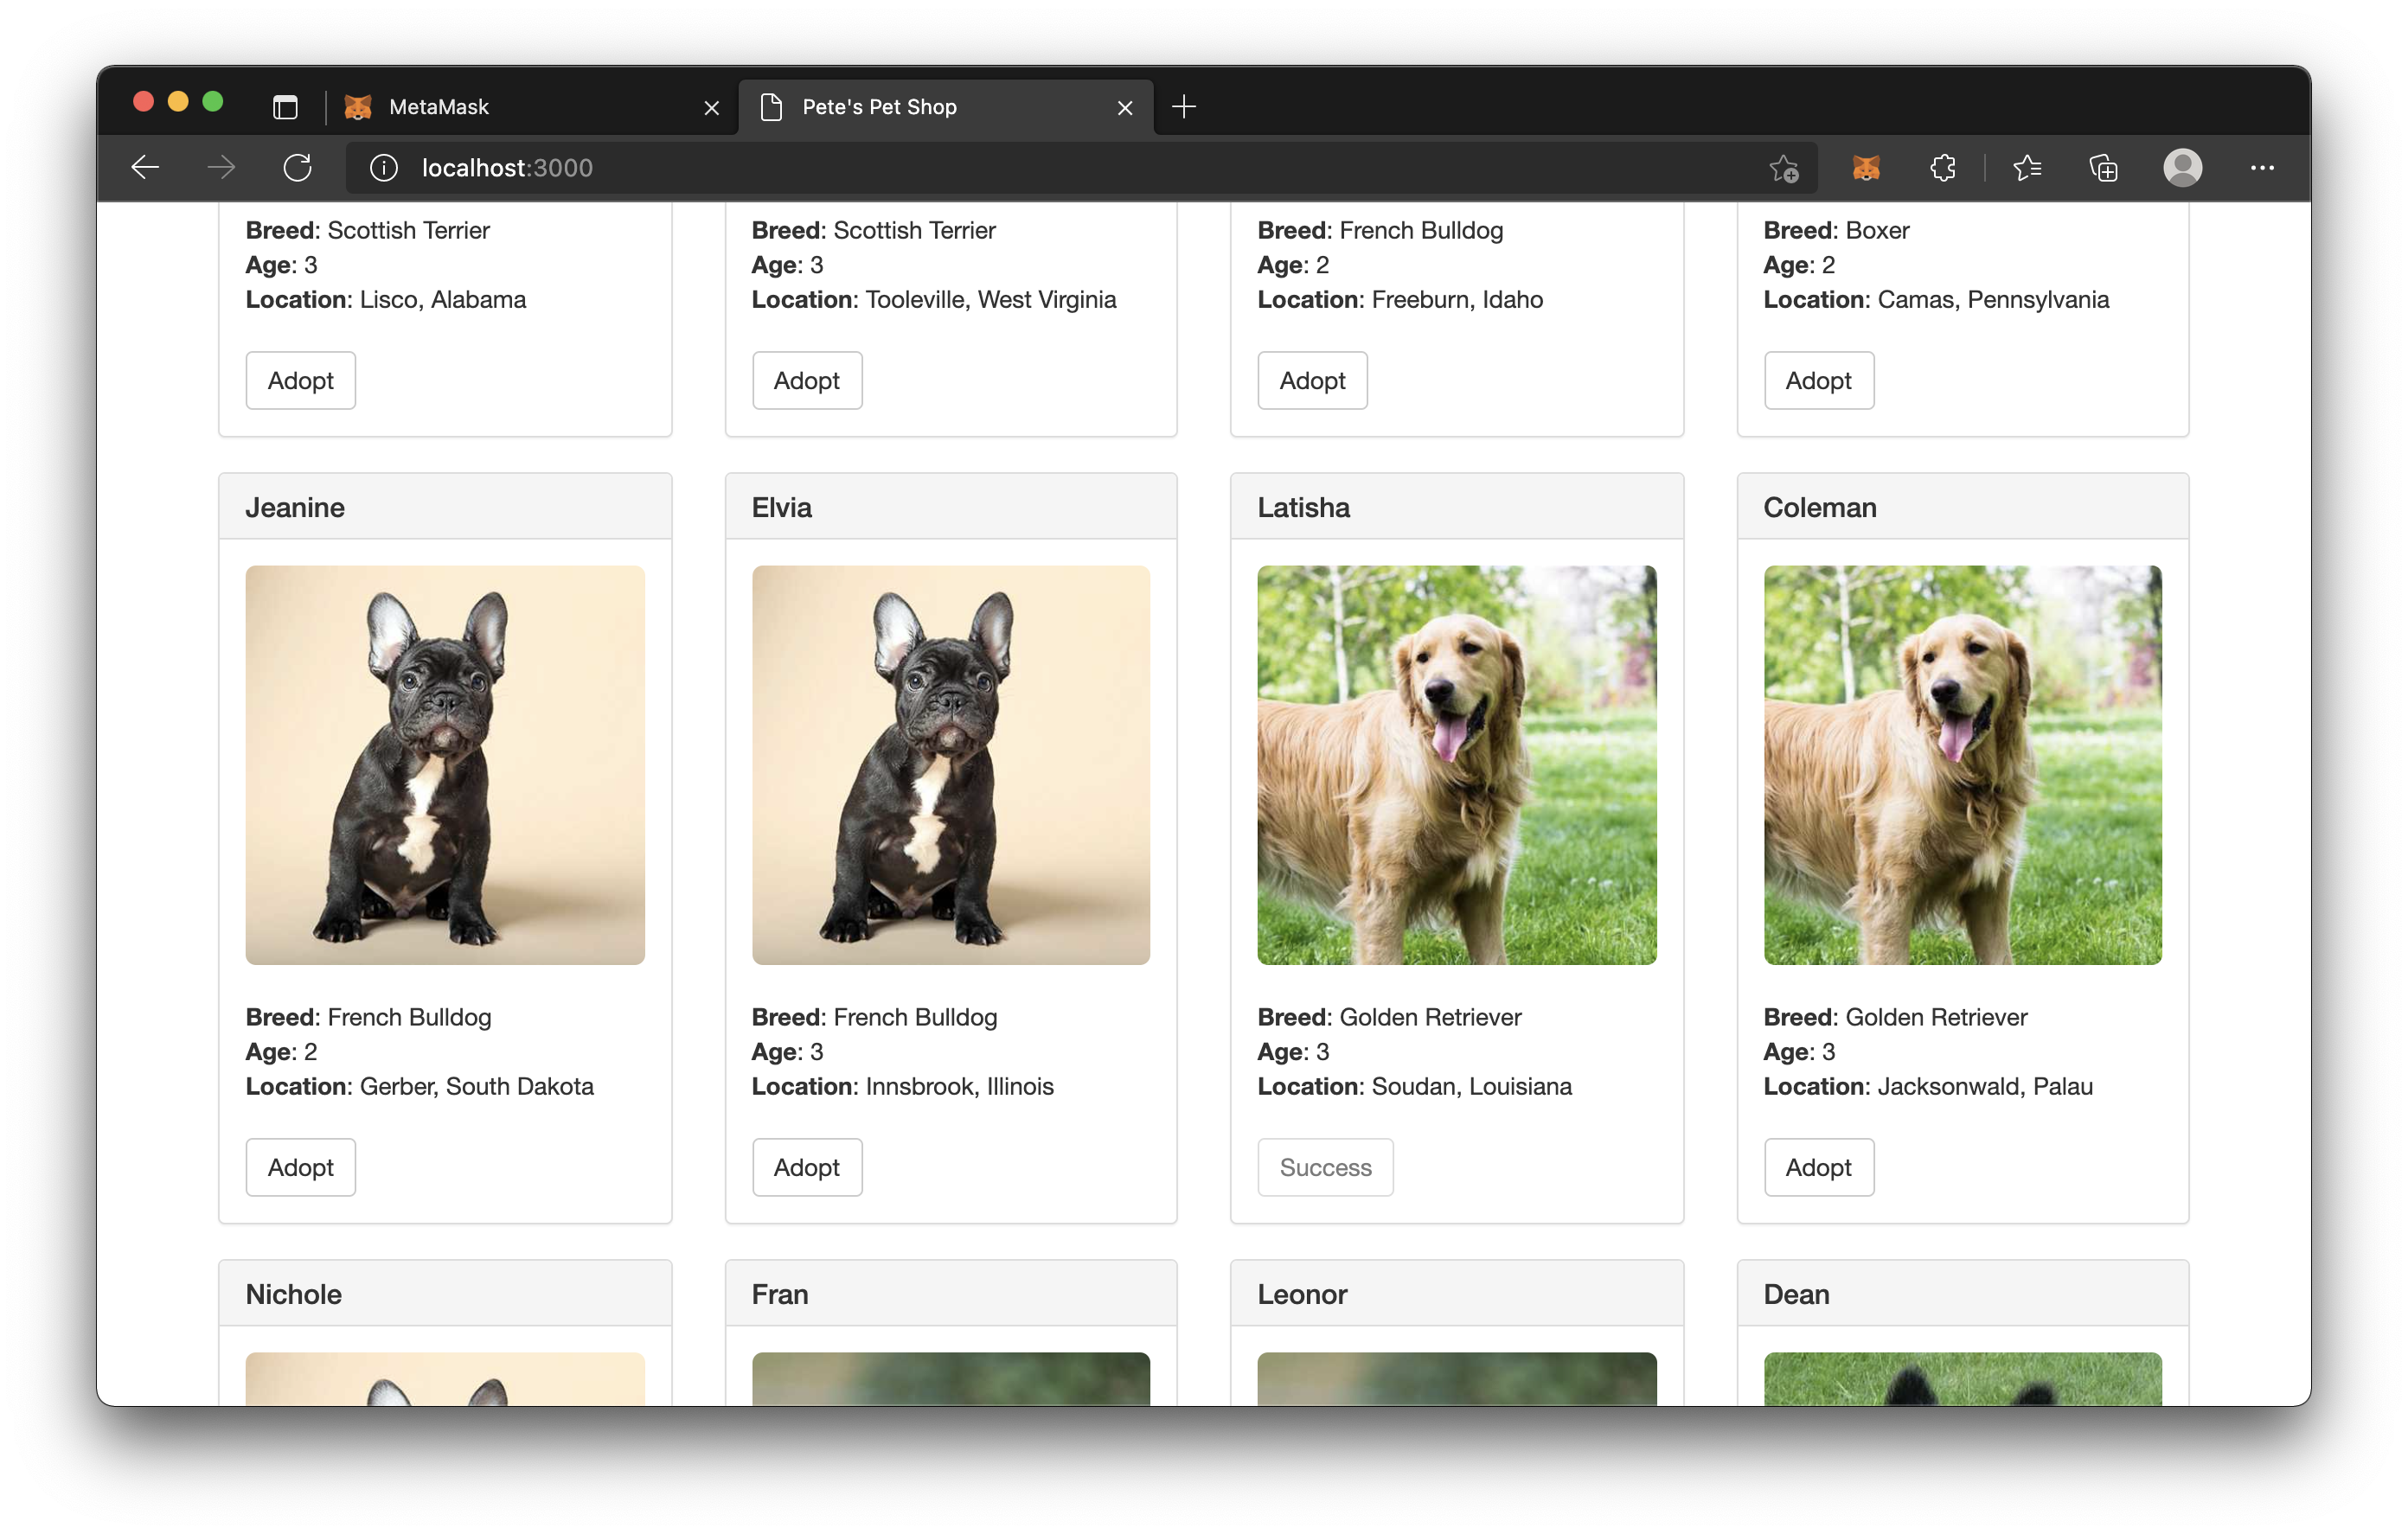 MetaMask
Pete's Pet Shop
localhost:3000
Breed: Scottish Terrier
Age: 3
Location: Lisco, Alabama
Adopt
Breed: Scottish Terrier
Age: 3
Location: Tooleville, West Virginia
Adopt
Breed: French Bulldog
Age: 2
Location: Freeburn, Idaho
Adopt
Breed: Boxer
Age: 2
Location: Camas, Pennsylvania
Adopt
Jeanine
Breed: French Bulldog
Age: 2
Location: Gerber, South Dakota
Adopt
Elvia
Breed: French Bulldog
Age: 3
Location: Innsbrook, Illinois
Adopt
Latisha
Breed: Golden Retriever
Age: 3
Location: Soudan, Louisiana
Success
Coleman
Breed: Golden Retriever
Age: 3
Location: Jacksonwald, Palau
Adopt
Nichole
Fran
Leonor
Dean